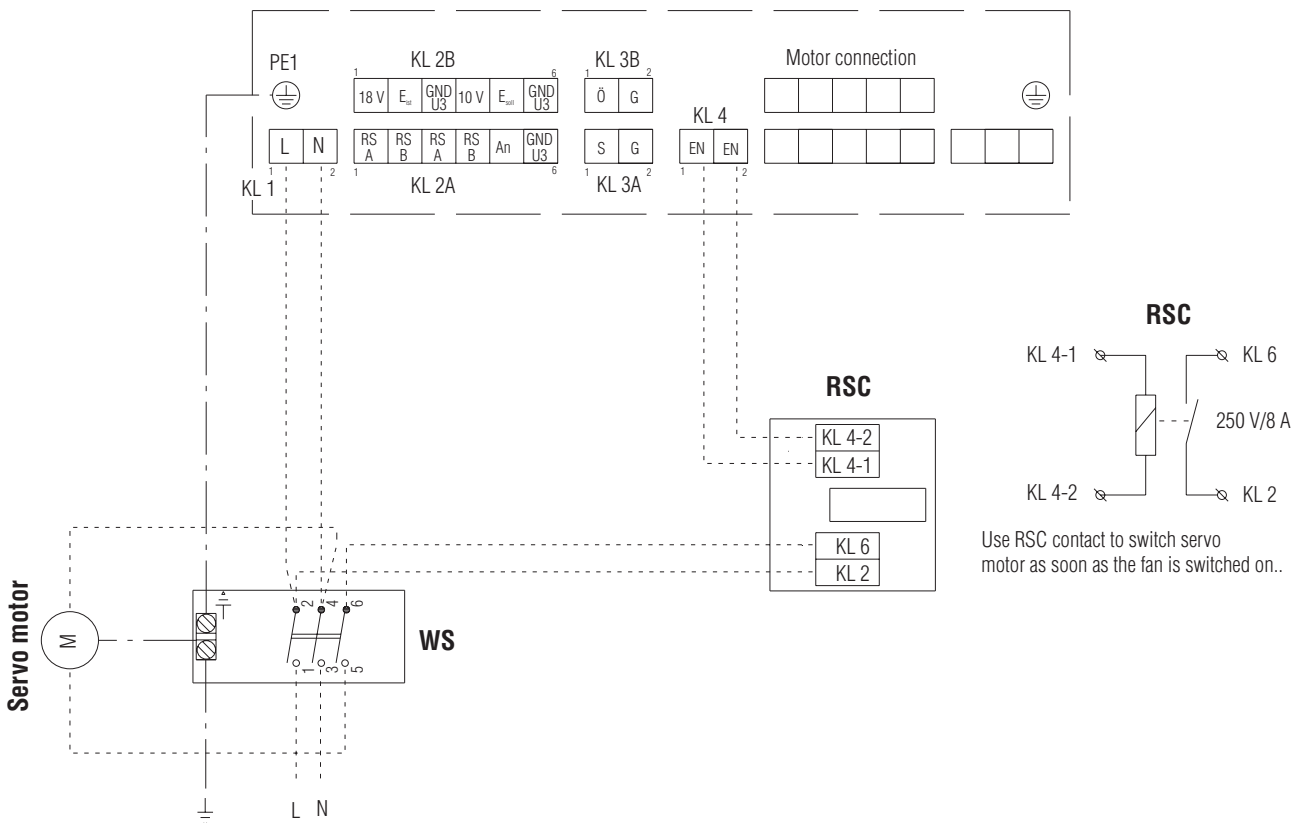 PE1
KL 2B
KL 3B
Motor connection
1 6 1 2
18 V E_ist GND U3 10 V E_soll GND U3
Ö G
KL 4
L N
RS A RS B RS A RS B An GND U3
S G
EN EN
1 2 1 6 1 2 1 2
KL 1
KL 2A
KL 3A
RSC
KL 4-1 KL 6
250 V/8 A
KL 4-2 KL 2
Use RSC contact to switch servo
motor as soon as the fan is switched on..
RSC
KL 4-2
KL 4-1
KL 6
KL 2
Servo motor
M
2 4 6
1 3 5
WS
L N